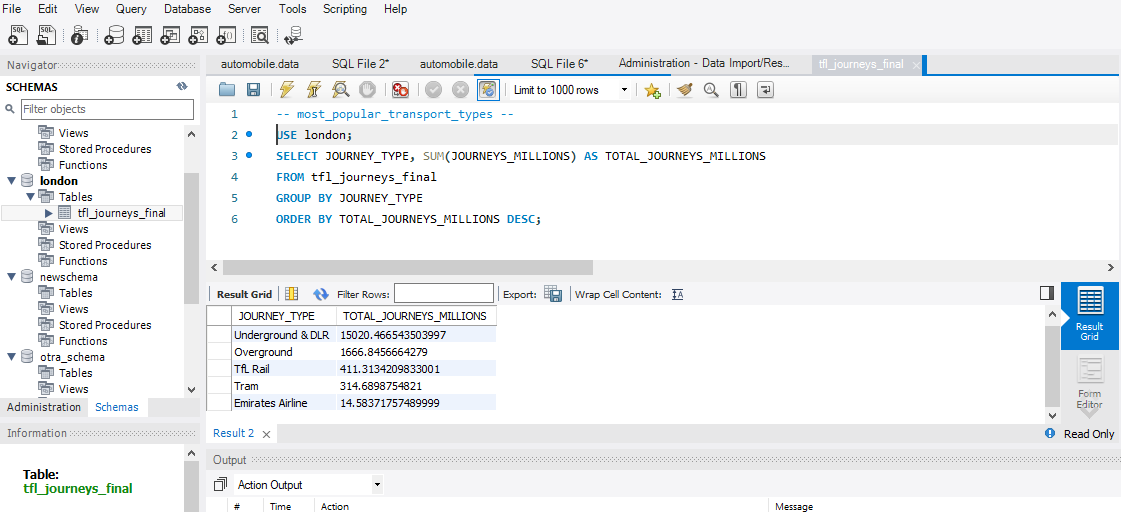 File Edit View Query Database Server Tools Scripting Help
Navigator
SCHEMAS
Filter objects
Views
Stored Procedures
Functions
london
Tables
tfl_journeys_final
Views
Stored Procedures
Functions
newschema
Tables
Views
Stored Procedures
Functions
otra_schema
Tables
Views
Administration Schemas
Information
Table:
tfl_journeys_final
automobile.data SQL File 2* automobile.data SQL File 6* Administration - Data Import/Res... tfl_journeys_final
Limit to 1000 rows
1 -- most_popular_transport_types --
2 USE london;
3 SELECT JOURNEY_TYPE, SUM(JOURNEYS_MILLIONS) AS TOTAL_JOURNEYS_MILLIONS
4 FROM tfl_journeys_final
5 GROUP BY JOURNEY_TYPE
6 ORDER BY TOTAL_JOURNEYS_MILLIONS DESC;
Result Grid Filter Rows: Export: Wrap Cell Content:
JOURNEY_TYPE TOTAL_JOURNEYS_MILLIONS
Underground & DLR 15020.466543503997
Overground 1666.8456664279
TfL Rail 411.3134209833001
Tram 314.6898754821
Emirates Airline 14.58371757489999
Result Grid
Form Editor
Result 2
Read Only
Output
Action Output
# Time Action Message